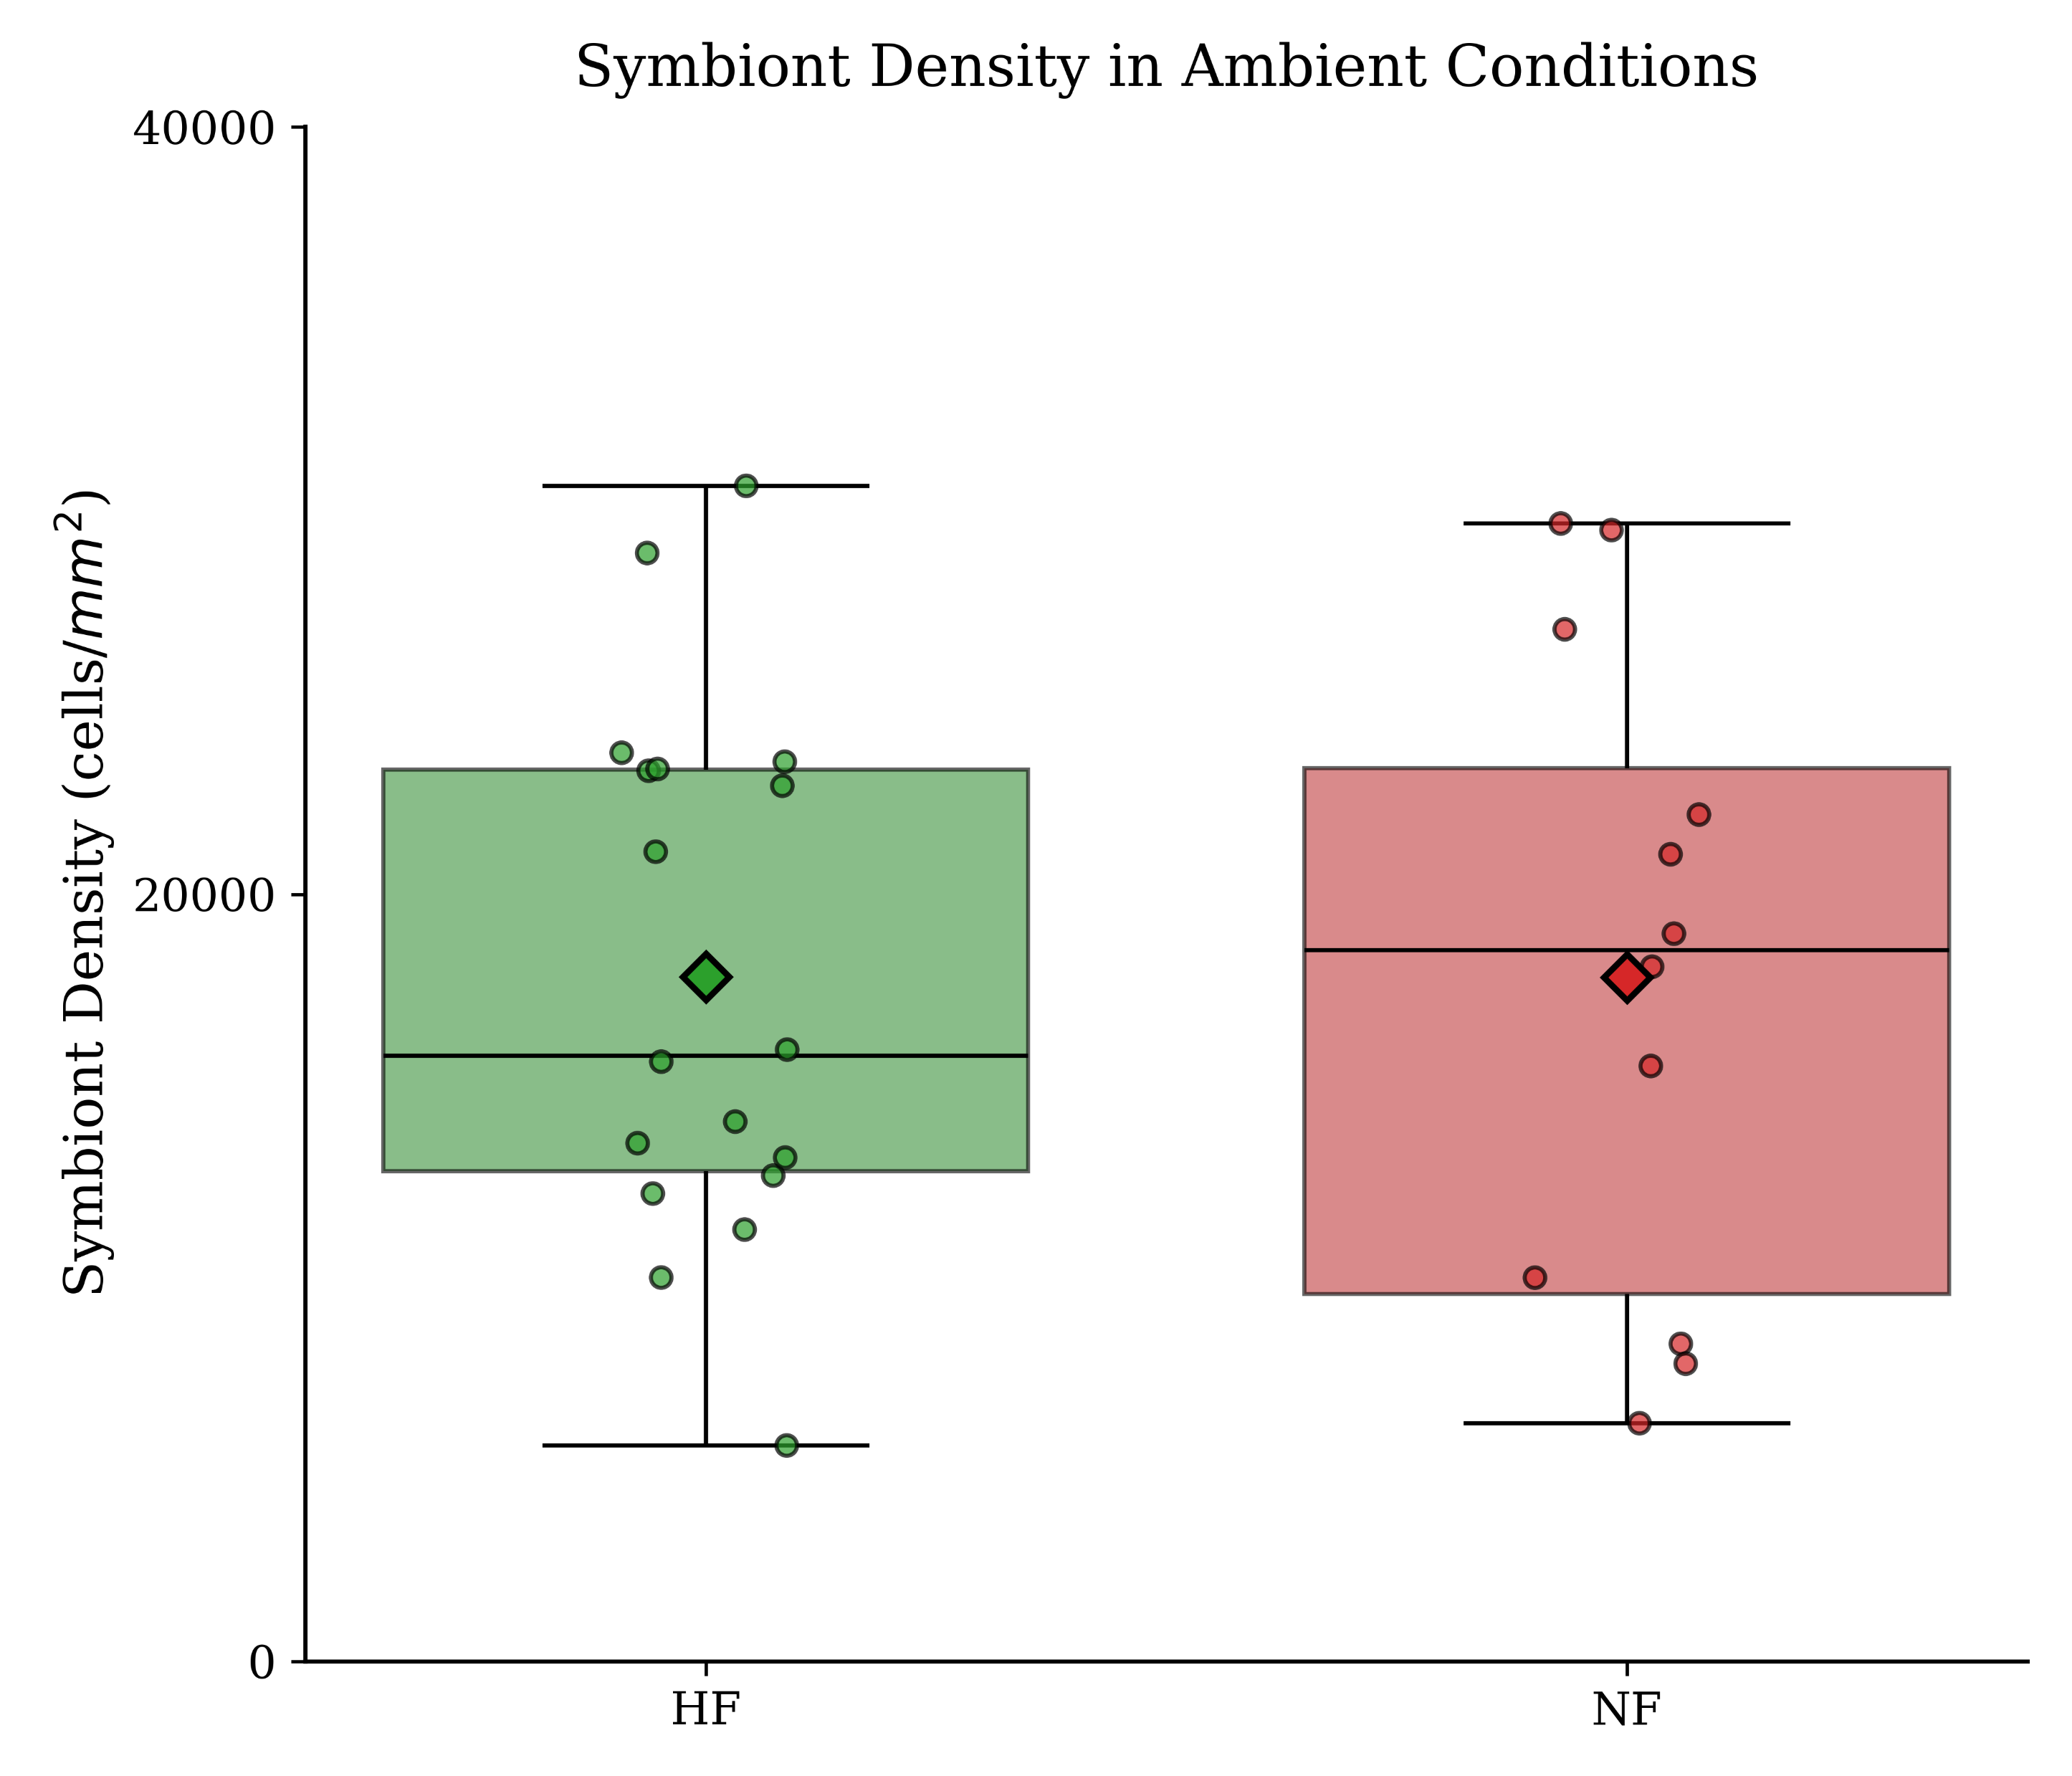 Symbiont Density in Ambient Conditions
Symbiont Density (cells/mm²)
40000
20000
0
HF
NF